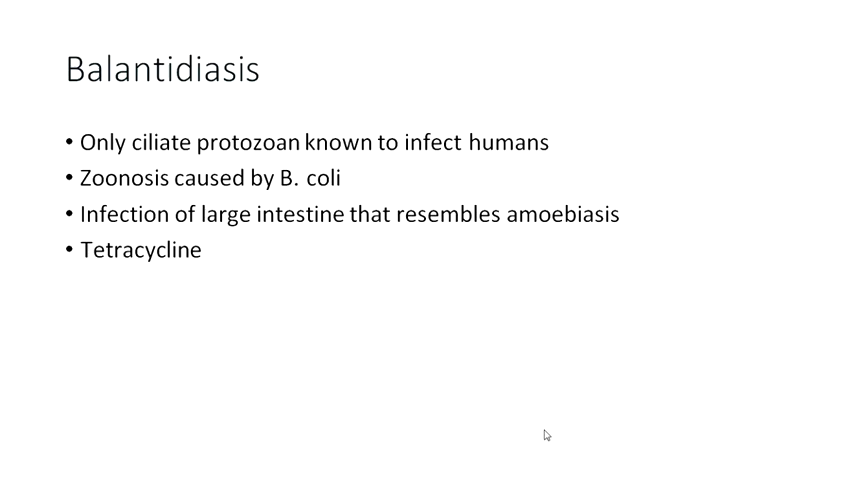 Balantidiasis
• Only ciliate protozoan known to infect humans
• Zoonosis caused by B. coli
• Infection of large intestine that resembles amoebiasis
• Tetracycline